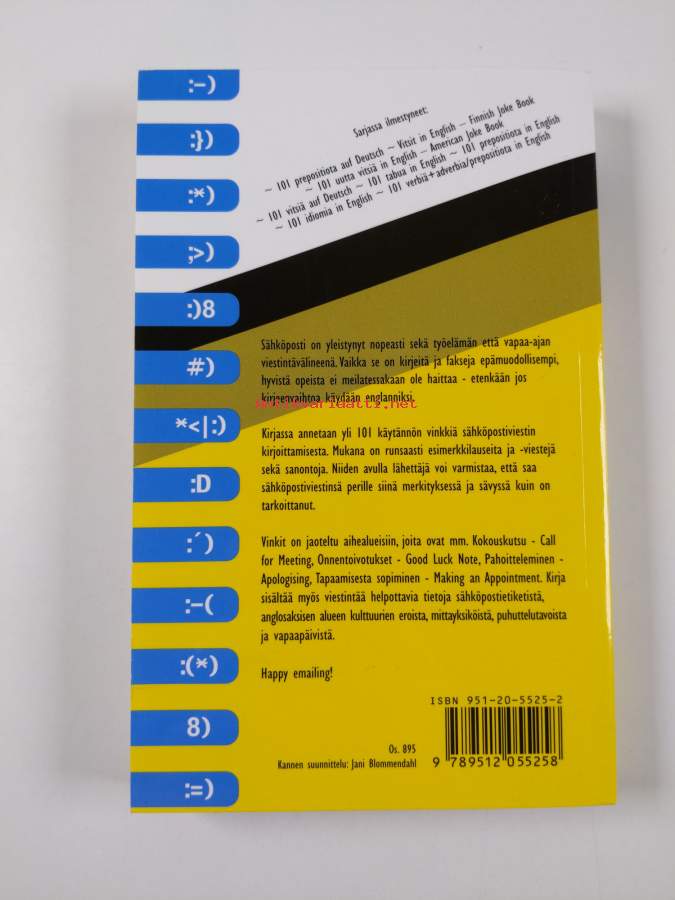 :-)
:})
:*)
;>)
:)8
#)
*<|:)
:D
:´)
:-(
:(*)
8)
:=)
Sarjassa ilmestyneet:
~ 101 prepositiota auf Deutsch ~ Vitsit in English – Finnish Joke Book
~ 101 uutta vitsiä in English – American Joke Book
~ 101 vitsiä auf Deutsch ~ 101 tabua in English ~ 101 prepositiota in English
~ 101 idiomia in English ~ 101 verbiä+adverbia/prepositiota in English
Sähköposti on yleistynyt nopeasti sekä työelämän että vapaa-ajan
viestintävälineenä. Vaikka se on kirjeitä ja fakseja epämuodollisempi,
hyvistä opeista ei meilatessakaan ole haittaa - etenkään jos
kirjeenvaihtoa käydään englanniksi.
antikvariaatti.net
Kirjassa annetaan yli 101 käytännön vinkkiä sähköpostiviestin
kirjoittamisesta. Mukana on runsaasti esimerkkilauseita ja -viestejä
sekä sanontoja. Niiden avulla lähettäjä voi varmistaa, että saa
sähköpostiviestinsä perille siinä merkityksessä ja sävyssä kuin on
tarkoittanut.
Vinkit on jaoteltu aihealueisiin, joita ovat mm. Kokouskutsu - Call
for Meeting, Onnentoivotukset - Good Luck Note, Pahoitteleminen -
Apologising, Tapaamisesta sopiminen - Making an Appointment. Kirja
sisältää myös viestintää helpottavia tietoja sähköpostietiketistä,
anglosaksisen alueen kulttuurien eroista, mittayksiköistä, puhuttelutavoista
ja vapaapäivistä.
Happy emailing!
ISBN 951-20-5525-2
Os. 895
Kannen suunnittelu: Jani Blommendahl
9 789512 055258